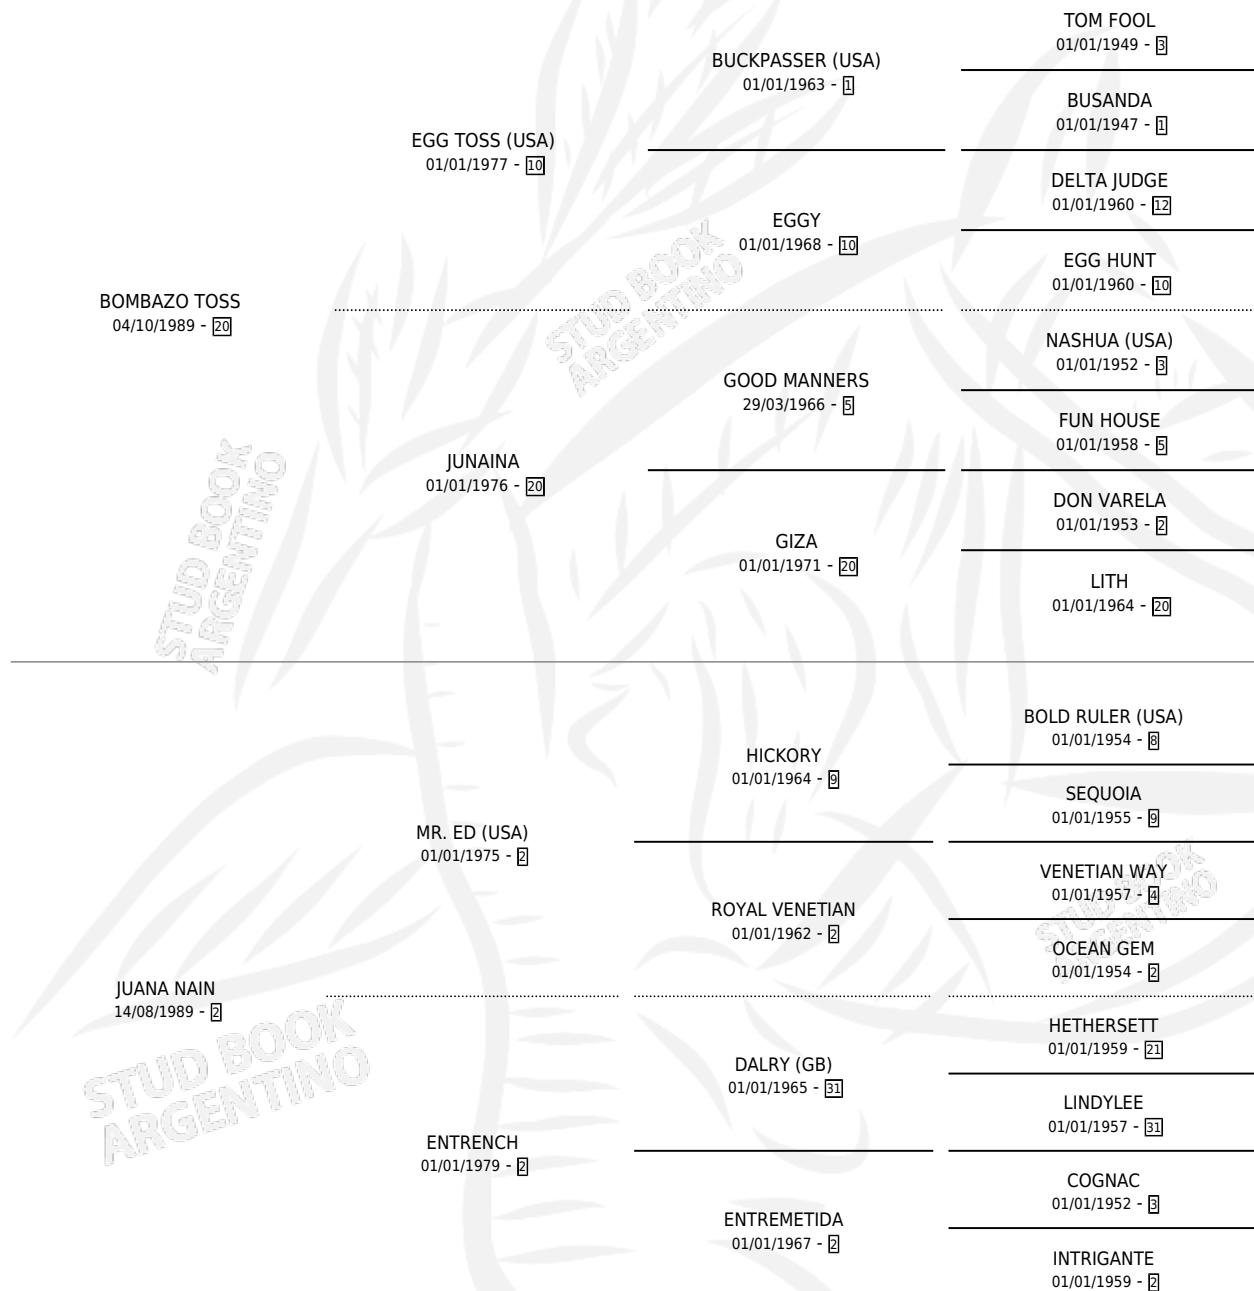 TOM FOOL
01/01/1949 - 3
BUCKPASSER (USA)
01/01/1963 - 1
BUSANDA
01/01/1947 - 1
EGG TOSS (USA)
01/01/1977 - 10
DELTA JUDGE
01/01/1960 - 12
EGGY
01/01/1968 - 10
EGG HUNT
01/01/1960 - 10
BOMBAZO TOSS
04/10/1989 - 20
STUD BOOK
ARGENTINO
NASHUA (USA)
01/01/1952 - 3
GOOD MANNERS
29/03/1966 - 5
FUN HOUSE
01/01/1958 - 5
JUNAINA
01/01/1976 - 20
DON VARELA
01/01/1953 - 2
GIZA
01/01/1971 - 20
LITH
01/01/1964 - 20
STUD BOOK
ARGENTINO
BOLD RULER (USA)
01/01/1954 - 8
HICKORY
01/01/1964 - 9
SEQUOIA
01/01/1955 - 9
MR. ED (USA)
01/01/1975 - 2
VENETIAN WAY
01/01/1957 - 4
ROYAL VENETIAN
01/01/1962 - 2
STUD BOOK
ARGENTINO
OCEAN GEM
01/01/1954 - 2
JUANA NAIN
14/08/1989 - 2
HETHERSETT
01/01/1959 - 21
DALRY (GB)
01/01/1965 - 31
LINDYLEE
01/01/1957 - 31
STUD BOOK
ARGENTINO
ENTRENCH
01/01/1979 - 2
COGNAC
01/01/1952 - 3
ENTREMETIDA
01/01/1967 - 2
INTRIGANTE
01/01/1959 - 2